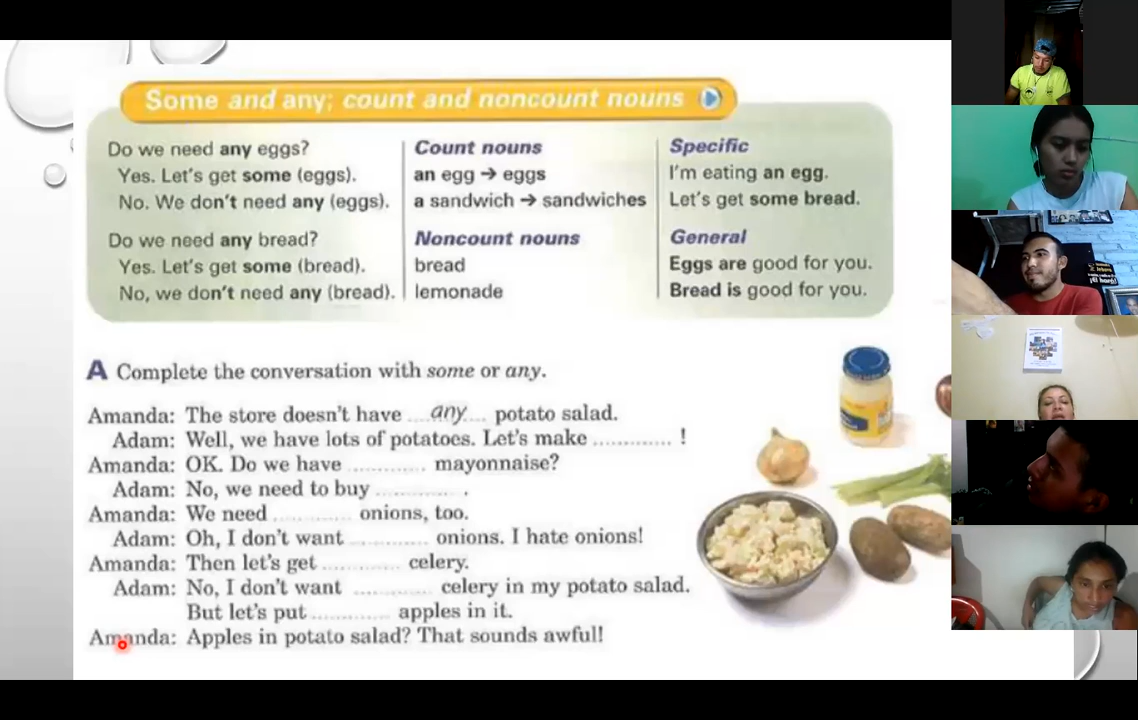 Some and any; count and noncount nouns
Do we need any eggs?
Yes. Let's get some (eggs).
No. We don't need any (eggs).
Do we need any bread?
Yes. Let's get some (bread).
No, we don't need any (bread).
Count nouns
an egg → eggs
a sandwich → sandwiches
Noncount nouns
bread
lemonade
Specific
I'm eating an egg.
Let's get some bread.
General
Eggs are good for you.
Bread is good for you.
A Complete the conversation with some or any.
Amanda: The store doesn't have ....any.... potato salad.
Adam: Well, we have lots of potatoes. Let's make ............ !
Amanda: OK. Do we have ............ mayonnaise?
Adam: No, we need to buy ............ .
Amanda: We need ............ onions, too.
Adam: Oh, I don't want ............ onions. I hate onions!
Amanda: Then let's get ............ celery.
Adam: No, I don't want ............ celery in my potato salad.
But let's put ............ apples in it.
Amanda: Apples in potato salad? That sounds awful!